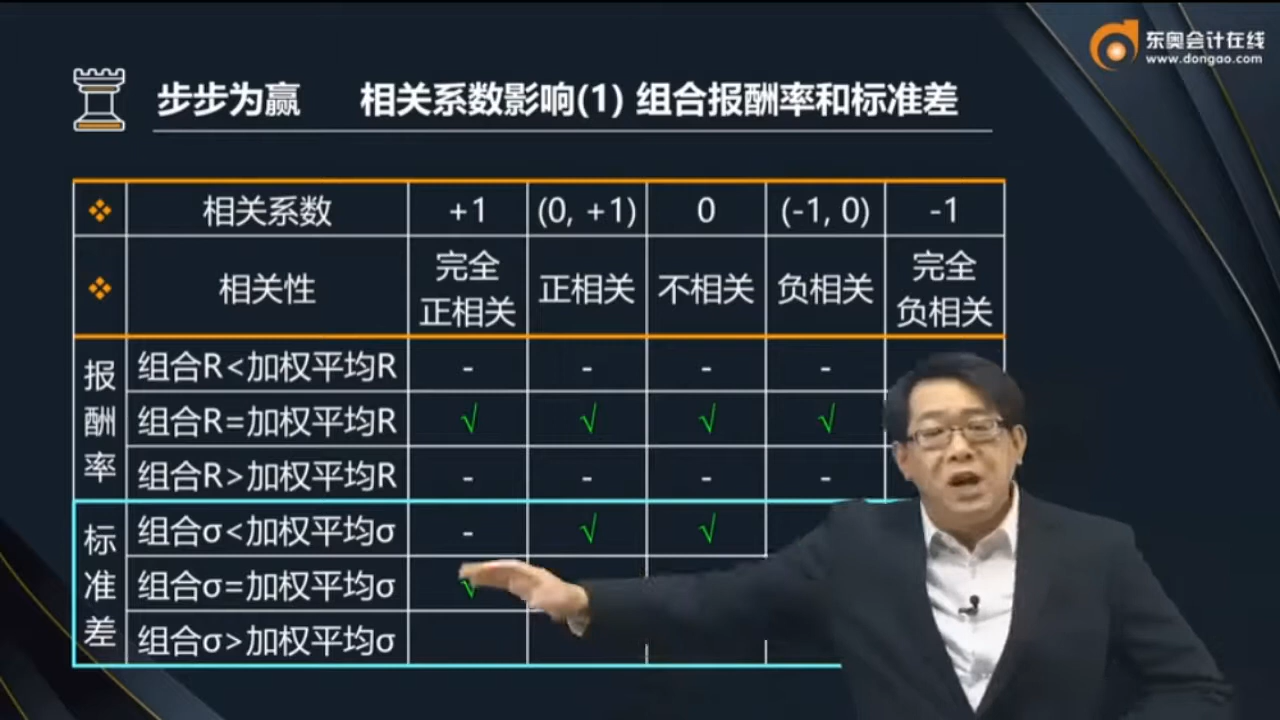 东奥会计在线
www.dongao.com
步步为赢 相关系数影响(1) 组合报酬率和标准差
❖ 相关系数 +1 (0, +1) 0 (-1, 0) -1
❖ 相关性 完全正相关 正相关 不相关 负相关 完全负相关
报酬率
组合R<加权平均R - - - -
组合R=加权平均R √ √ √ √
组合R>加权平均R - - - -
标准差
组合σ<加权平均σ - √ √
组合σ=加权平均σ √
组合σ>加权平均σ